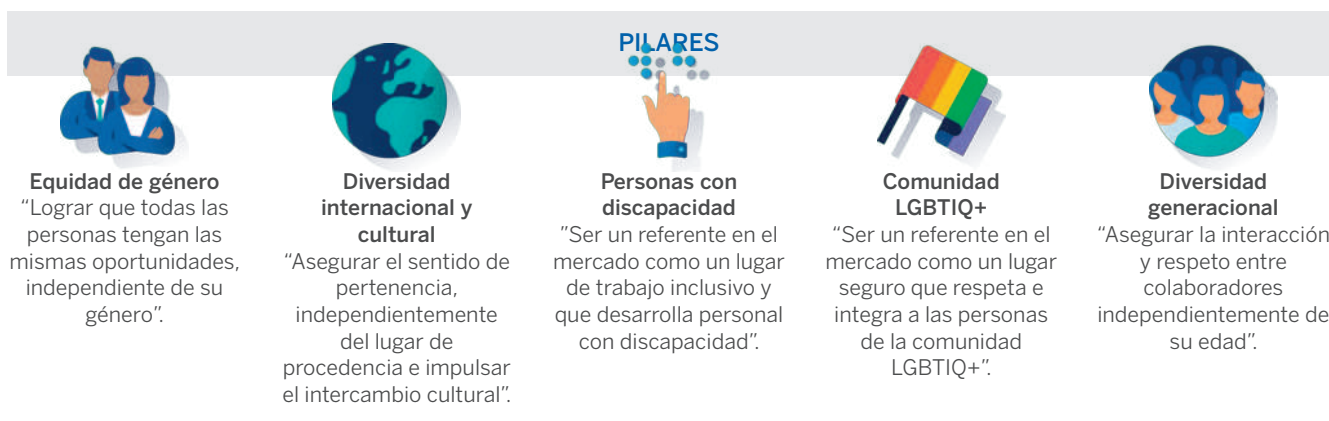 PILARES
Equidad de género
“Lograr que todas las
personas tengan las
mismas oportunidades,
independiente de su
género”.
Diversidad
internacional y
cultural
“Asegurar el sentido de
pertenencia,
independientemente
del lugar de
procedencia e impulsar
el intercambio cultural”.
Personas con
discapacidad
”Ser un referente en el
mercado como un lugar
de trabajo inclusivo y
que desarrolla personal
con discapacidad”.
Comunidad
LGBTIQ+
“Ser un referente en el
mercado como un lugar
seguro que respeta e
integra a las personas
de la comunidad
LGBTIQ+”.
Diversidad
generacional
“Asegurar la interacción
y respeto entre
colaboradores
independientemente de
su edad”.